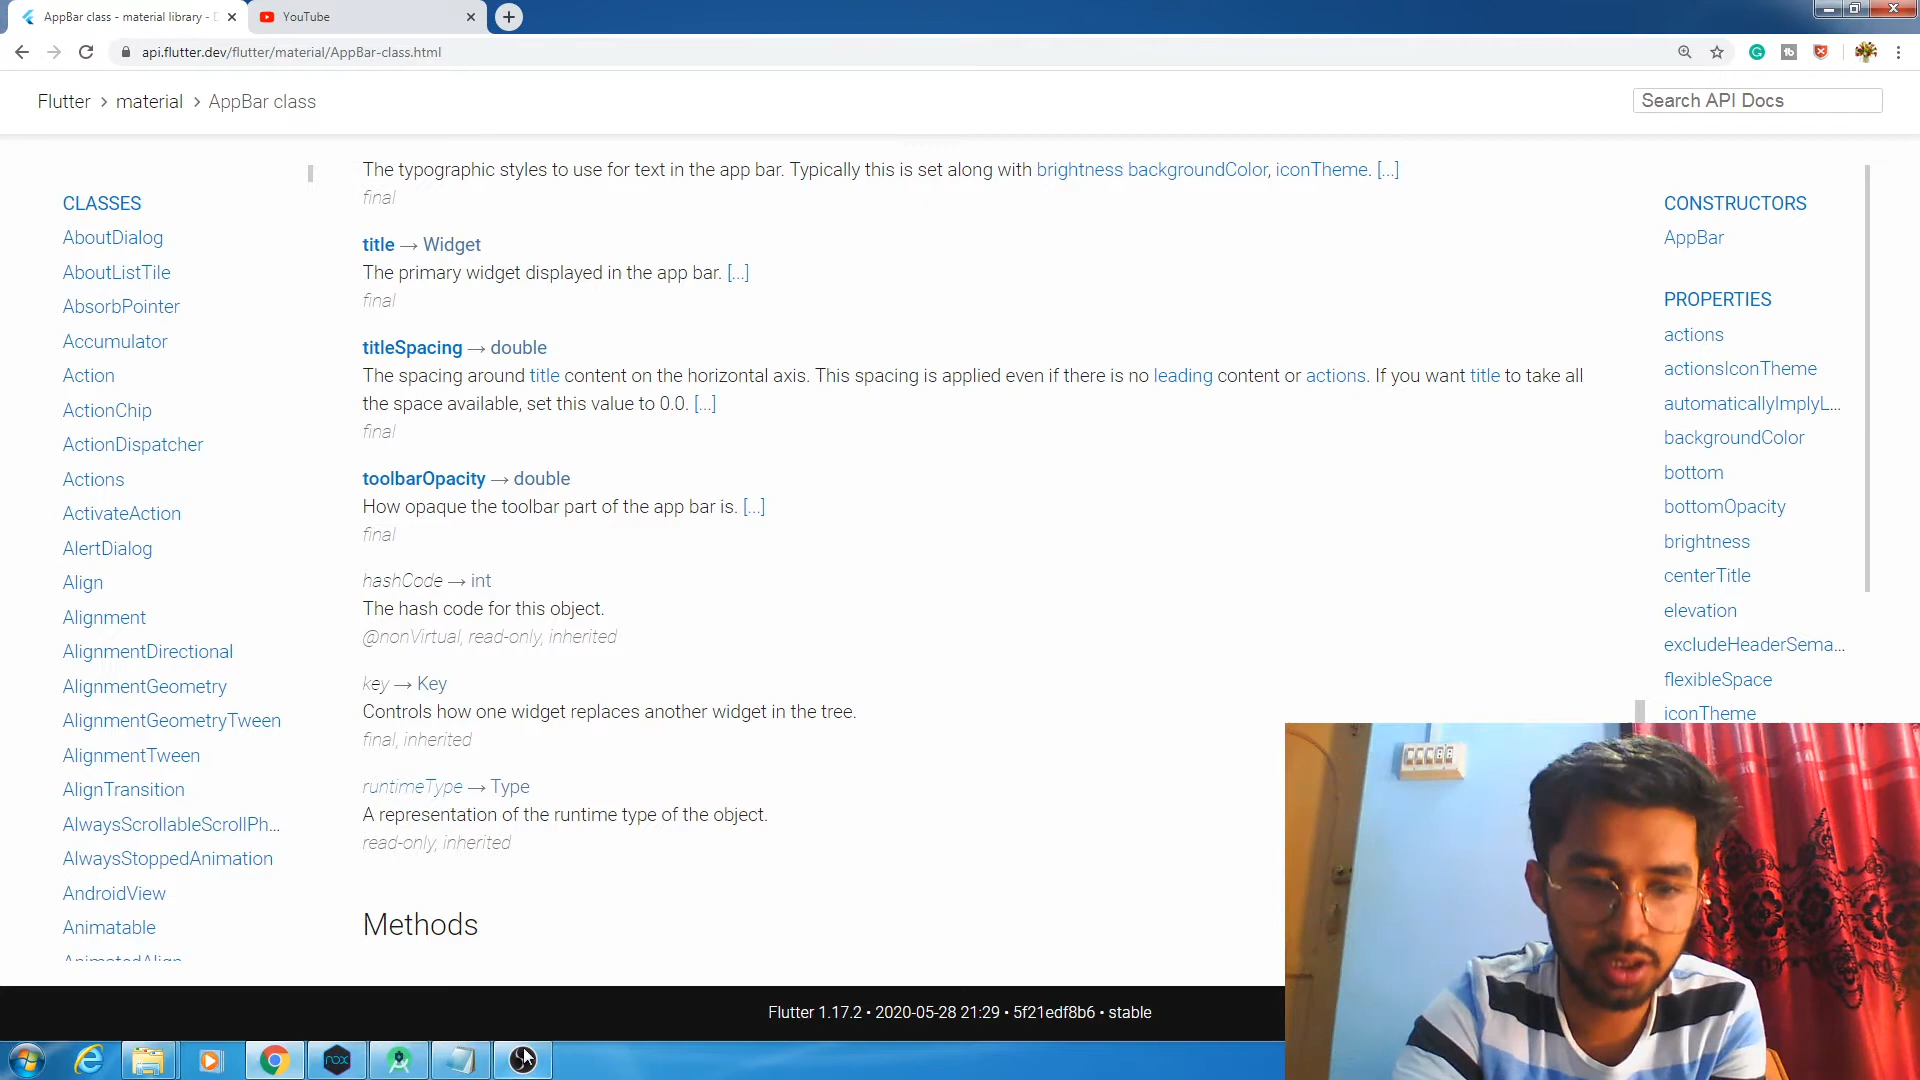 AppBar class - material library - D
YouTube
api.flutter.dev/flutter/material/AppBar-class.html
Flutter > material > AppBar class
Search API Docs
CLASSES
AboutDialog
AboutListTile
AbsorbPointer
Accumulator
Action
ActionChip
ActionDispatcher
Actions
ActivateAction
AlertDialog
Align
Alignment
AlignmentDirectional
AlignmentGeometry
AlignmentGeometryTween
AlignmentTween
AlignTransition
AlwaysScrollableScrollPh...
AlwaysStoppedAnimation
AndroidView
Animatable
AnimatedAlign
The typographic styles to use for text in the app bar. Typically this is set along with brightness backgroundColor, iconTheme. [...]
final
title → Widget
The primary widget displayed in the app bar. [...]
final
titleSpacing → double
The spacing around title content on the horizontal axis. This spacing is applied even if there is no leading content or actions. If you want title to take all
the space available, set this value to 0.0. [...]
final
toolbarOpacity → double
How opaque the toolbar part of the app bar is. [...]
final
hashCode → int
The hash code for this object.
@nonVirtual, read-only, inherited
key → Key
Controls how one widget replaces another widget in the tree.
final, inherited
runtimeType → Type
A representation of the runtime type of the object.
read-only, inherited
Methods
CONSTRUCTORS
AppBar
PROPERTIES
actions
actionsIconTheme
automaticallyImplyL...
backgroundColor
bottom
bottomOpacity
brightness
centerTitle
elevation
excludeHeaderSema...
flexibleSpace
iconTheme
Flutter 1.17.2 • 2020-05-28 21:29 • 5f21edf8b6 • stable
nox